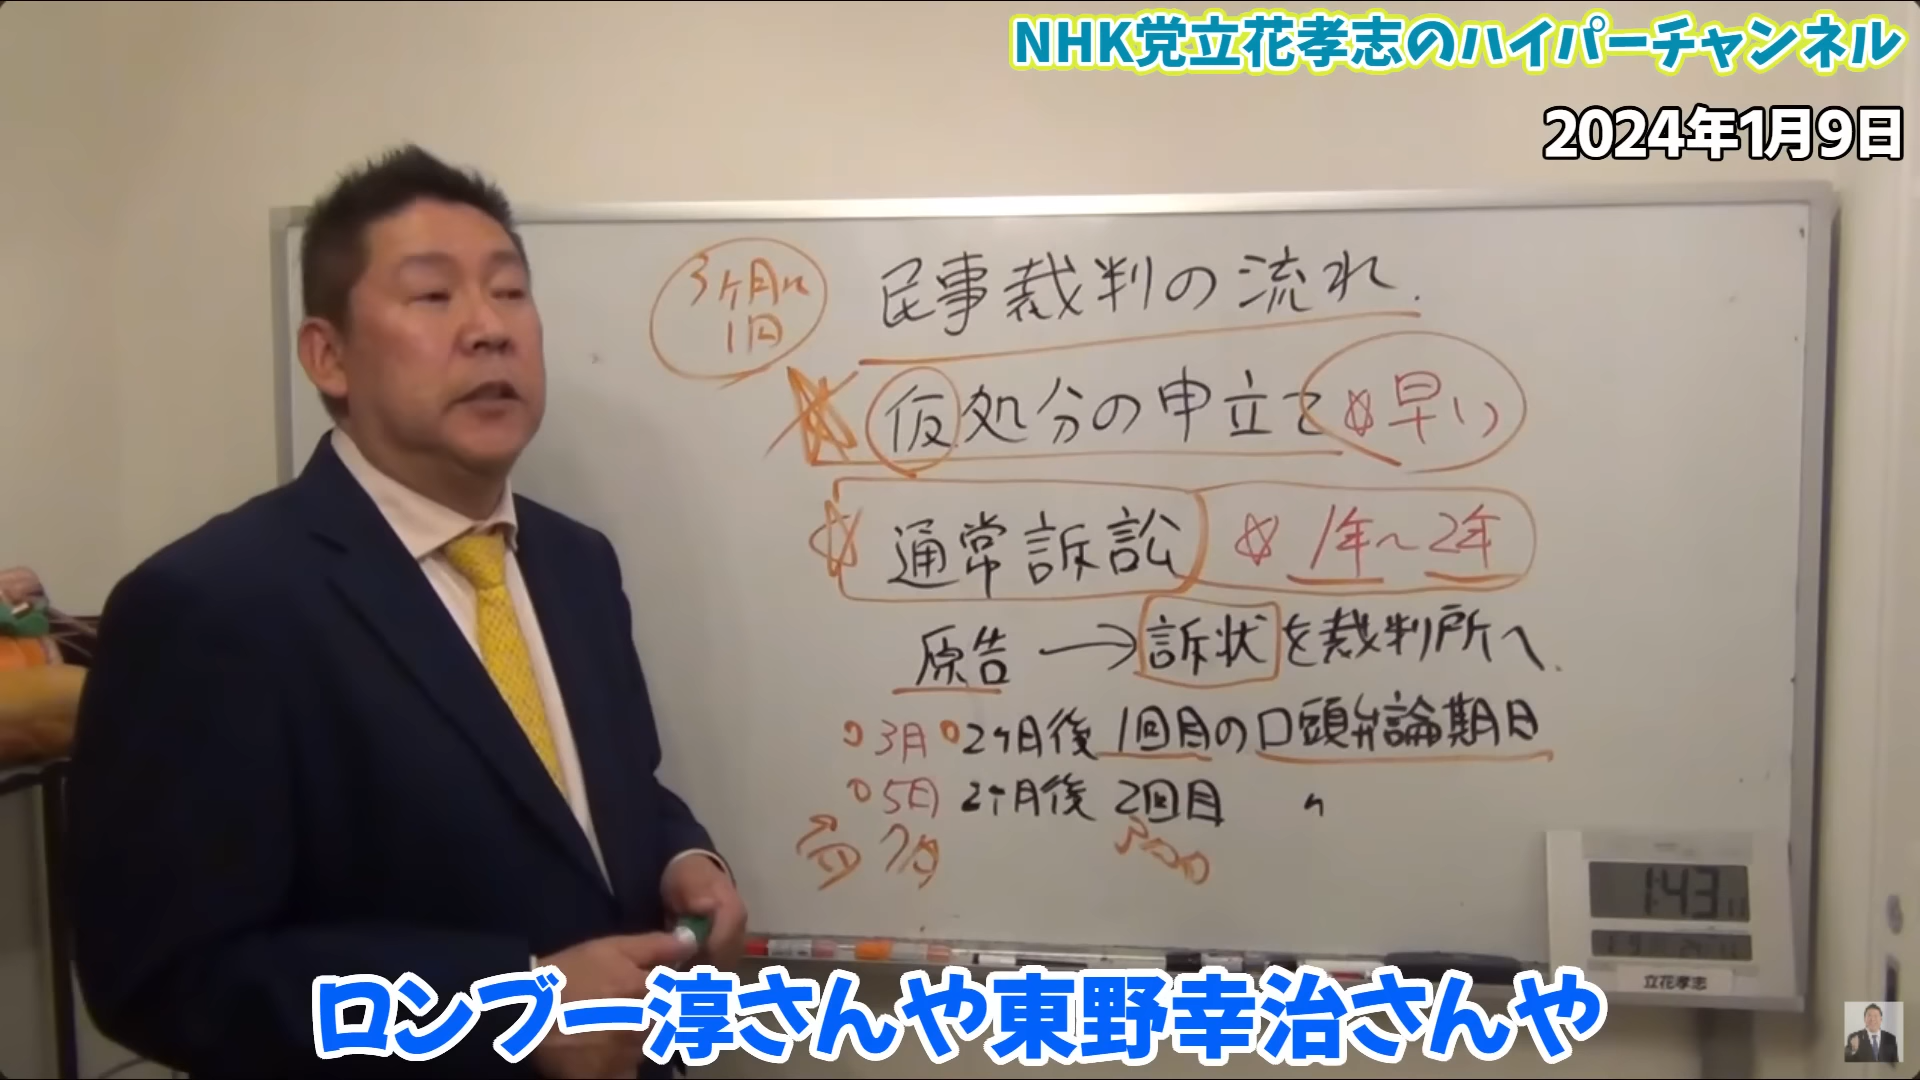 NHK党立花孝志のハイパーチャンネル
2024年1月9日
3ヶ月に
1回
民事裁判の流れ.
仮処分の申立て ☆早い
☆ 通常訴訟 ☆ 1年~2年
原告 → 訴状を裁判所へ.
3月 2ヶ月後 1回目の口頭弁論期日
5月 2ヶ月後 2回目 〃
7月
1:43
立花孝志
ロンブー淳さんや東野幸治さんや